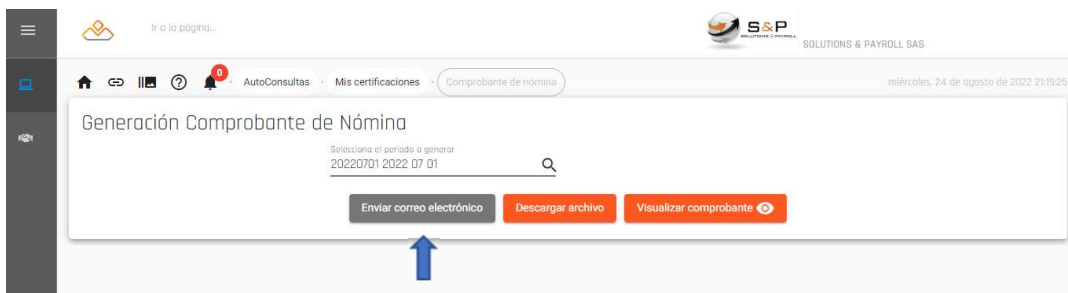 Ir a la página...
S&P
SOLUTIONS & PAYROLL SAS
0
AutoConsultas · Mis certificaciones · Comprobante de nómina
miércoles, 24 de agosto de 2022 21:19:25
Generación Comprobante de Nómina
Selecciona el periodo a generar
20220701 2022 07 01
Enviar correo electrónico
Descargar archivo
Visualizar comprobante